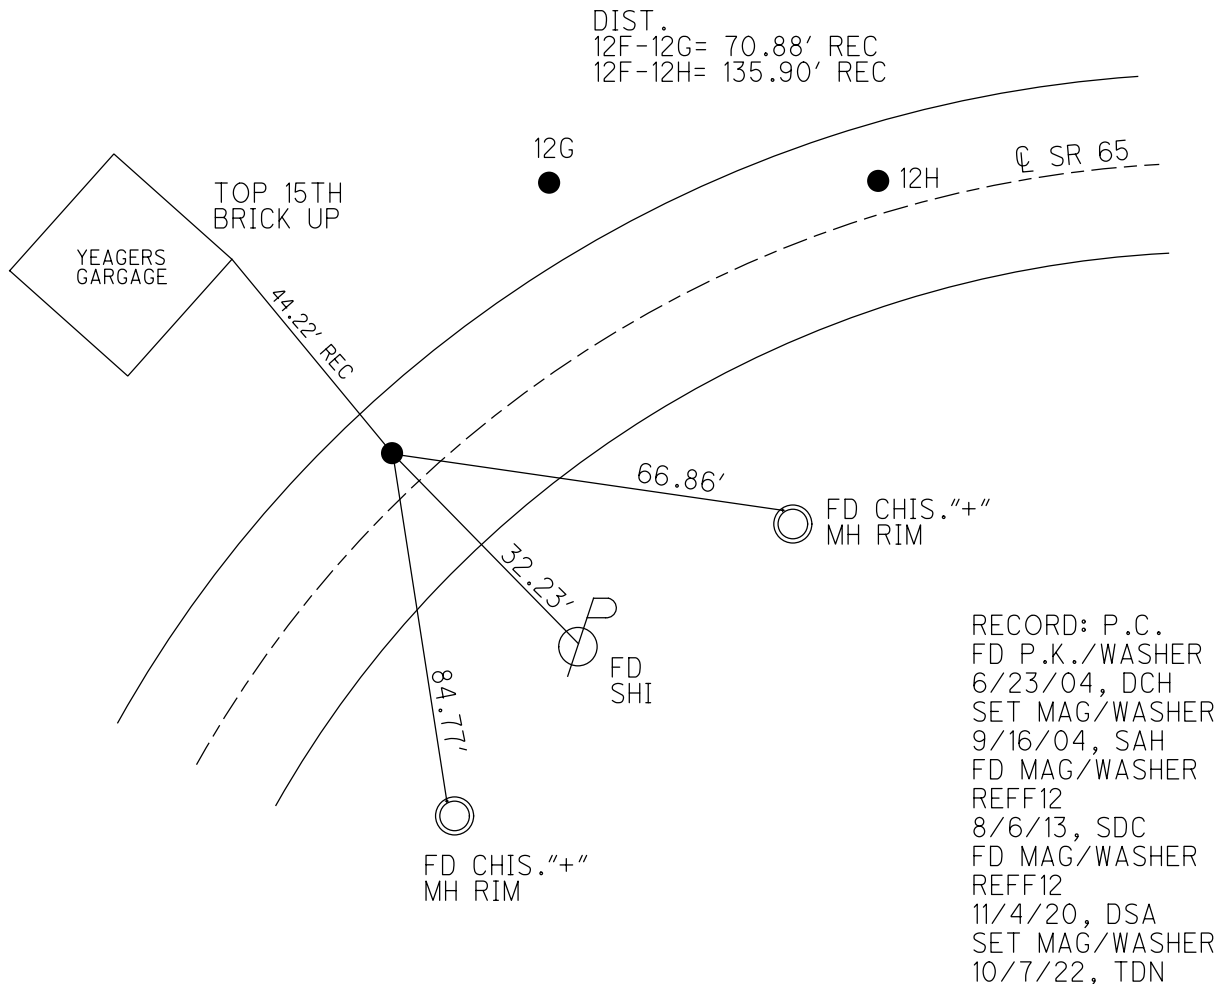 DIST.
12F-12G= 70.88' REC
12F-12H= 135.90' REC
12G
℄ SR 65
12H
TOP 15TH
BRICK UP
YEAGERS
GARGAGE
44.22' REC
66.86'
FD CHIS."+"
MH RIM
32.23'
FD
SHI
84.77'
FD CHIS."+"
MH RIM
RECORD: P.C.
FD P.K./WASHER
6/23/04, DCH
SET MAG/WASHER
9/16/04, SAH
FD MAG/WASHER
REFF12
8/6/13, SDC
FD MAG/WASHER
REFF12
11/4/20, DSA
SET MAG/WASHER
10/7/22, TDN